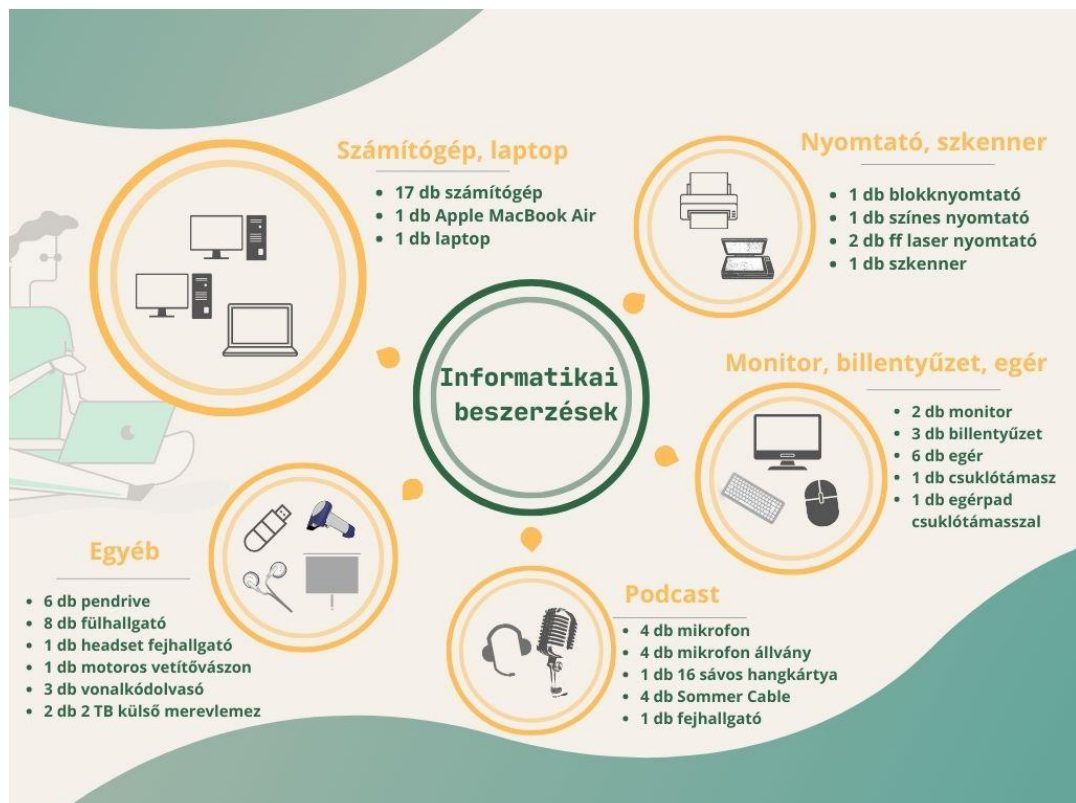 Számítógép, laptop
• 17 db számítógép
• 1 db Apple MacBook Air
• 1 db laptop
Nyomtató, szkenner
• 1 db blokknyomtató
• 1 db színes nyomtató
• 2 db ff laser nyomtató
• 1 db szkenner
Informatikai
beszerzések
Monitor, billentyűzet, egér
• 2 db monitor
• 3 db billentyűzet
• 6 db egér
• 1 db csuklótámasz
• 1 db egérpad
csuklótámasszal
Egyéb
• 6 db pendrive
• 8 db fülhallgató
• 1 db headset fejhallgató
• 1 db motoros vetítővászon
• 3 db vonalkódolvasó
• 2 db 2 TB külső merevlemez
Podcast
• 4 db mikrofon
• 4 db mikrofon állvány
• 1 db 16 sávos hangkártya
• 4 db Sommer Cable
• 1 db fejhallgató